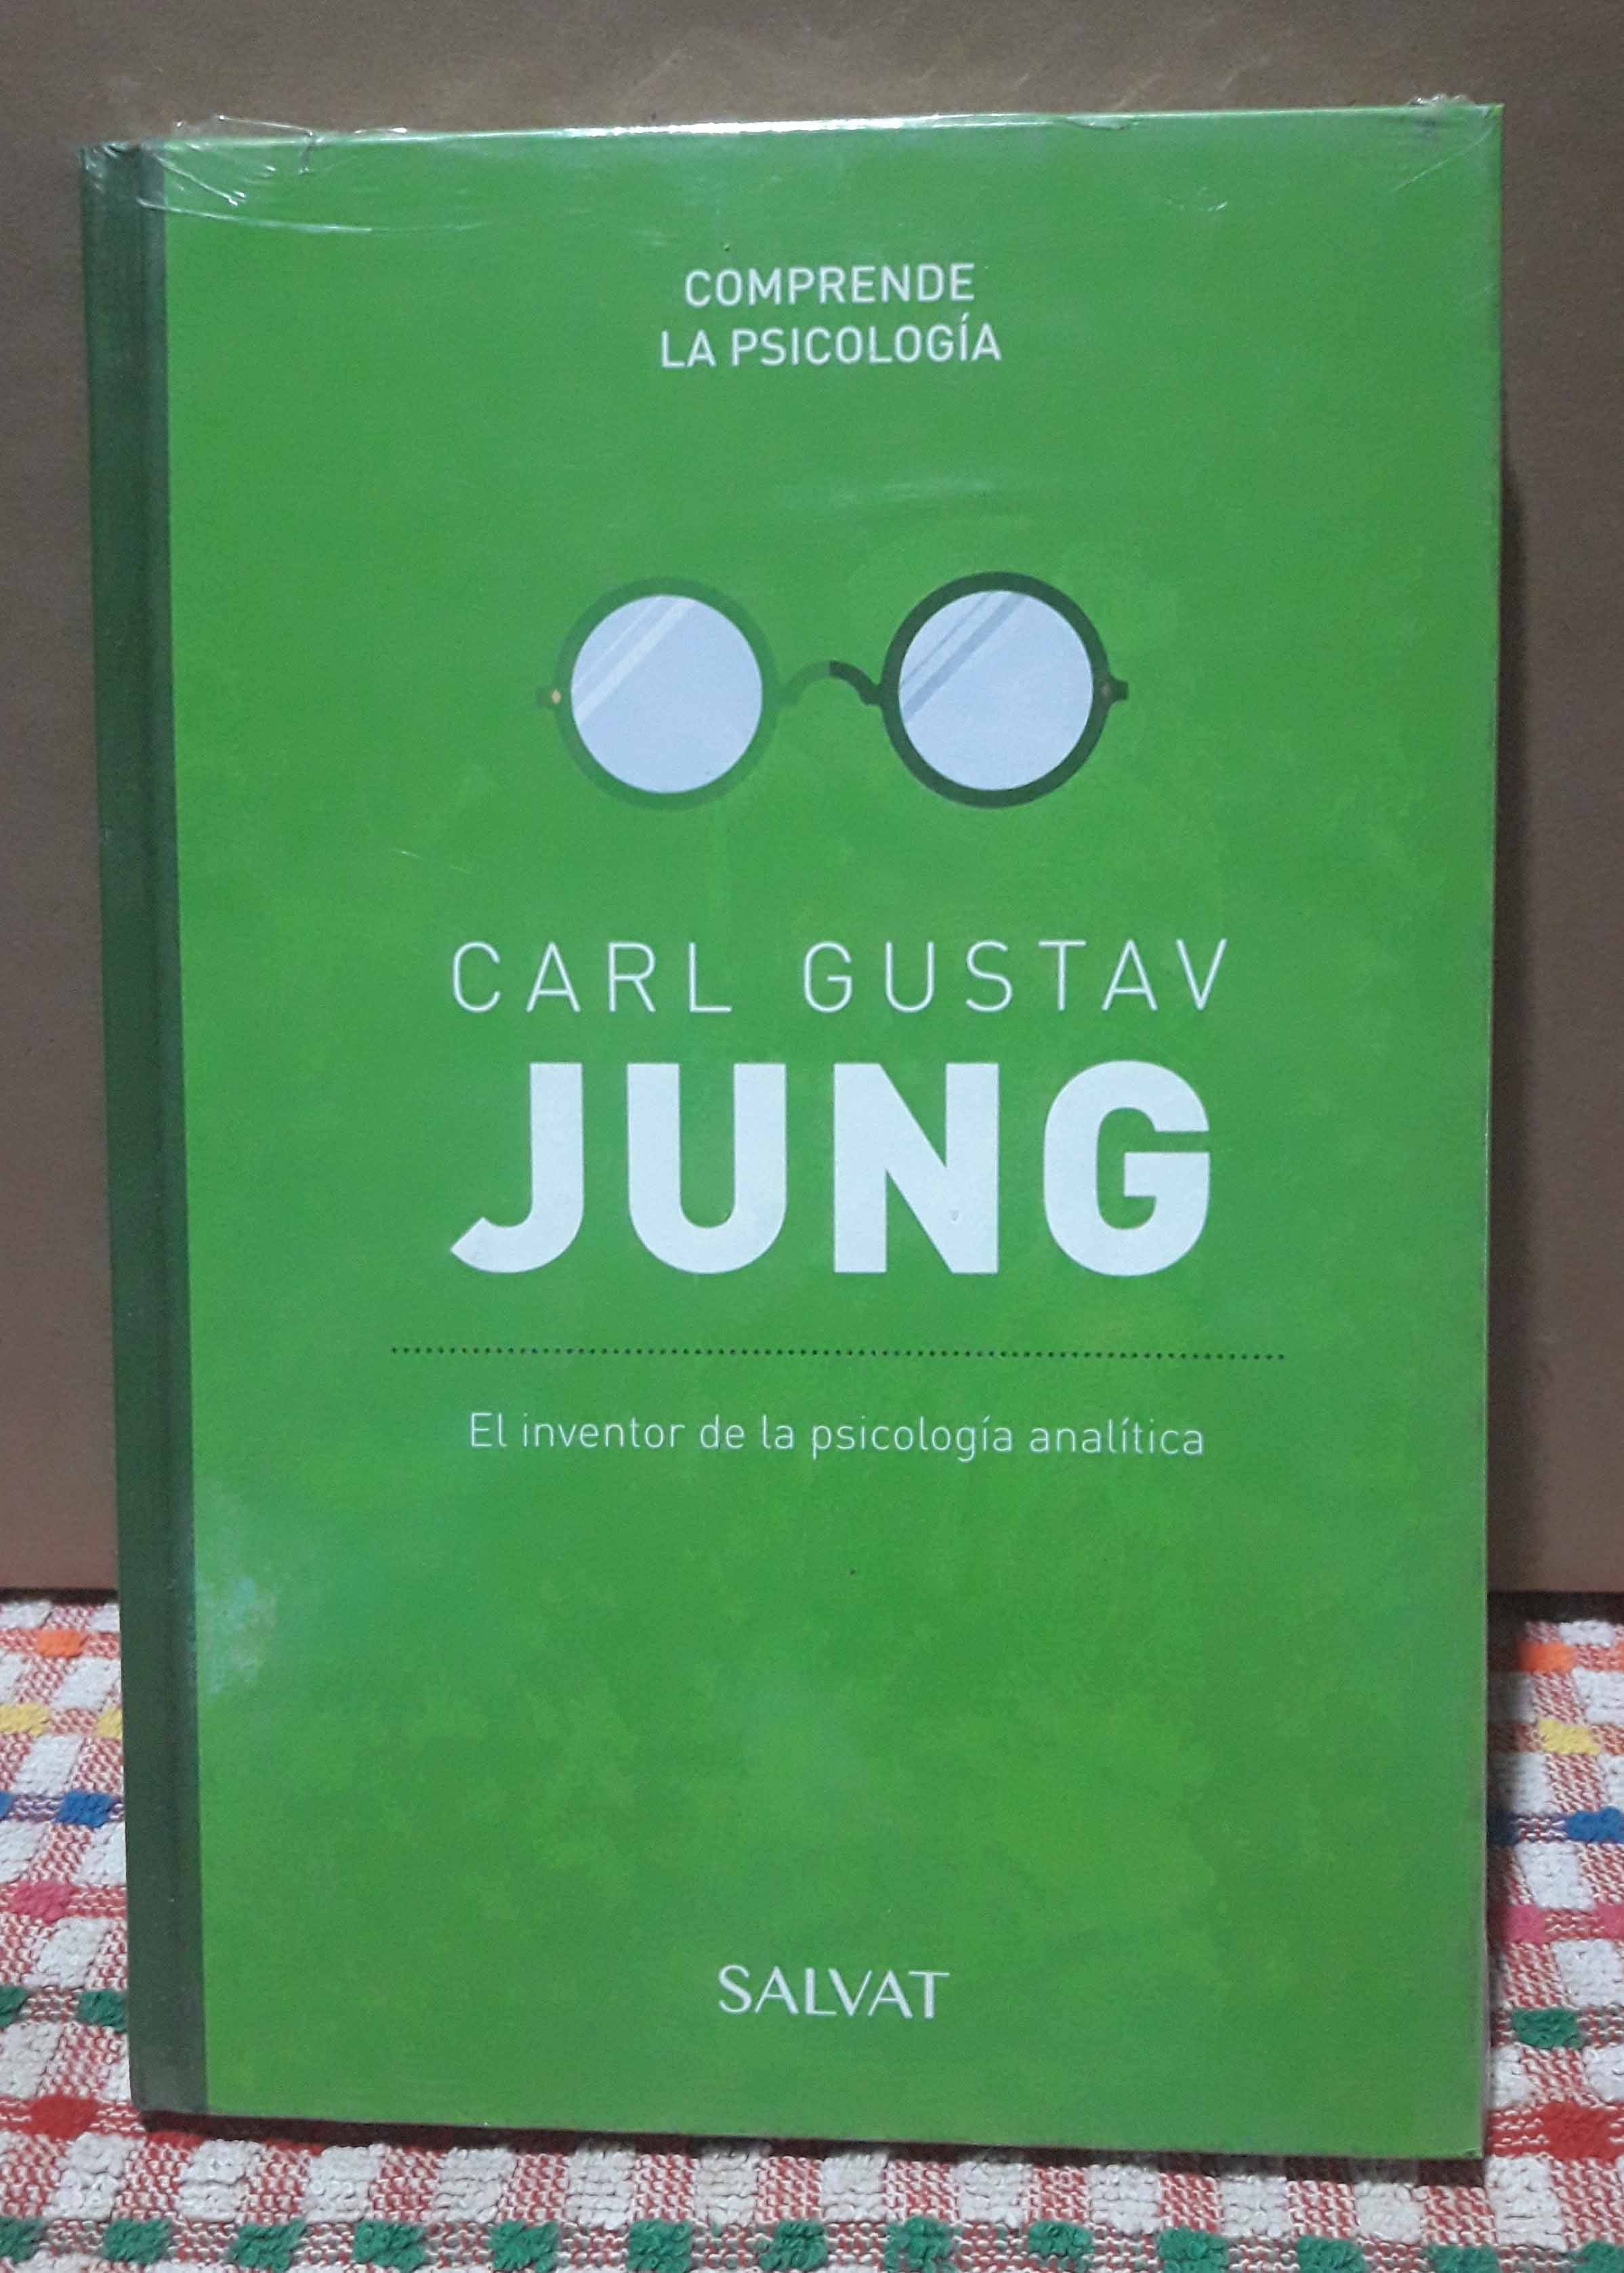 COMPRENDE
LA PSICOLOGÍA
CARL GUSTAV
JUNG
El inventor de la psicología analítica
SALVAT